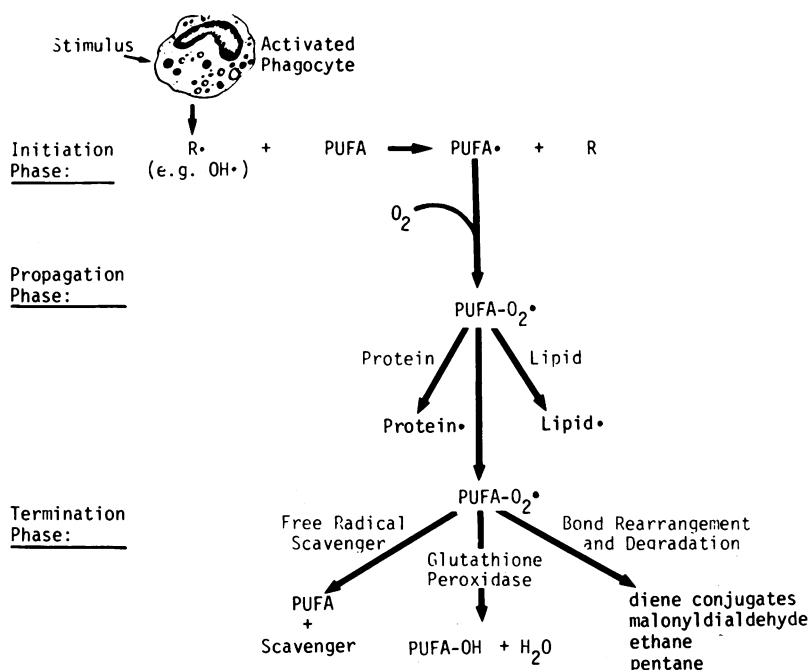 Stimulus
Activated
Phagocyte
Initiation
Phase:
R• + PUFA PUFA• + R
(e.g. OH•)
O2
Propagation
Phase:
PUFA-O2•
Protein Lipid
Protein• Lipid•
Termination
Phase:
PUFA-O2•
Free Radical
Scavenger
Glutathione
Peroxidase
Bond Rearrangement
and Degradation
PUFA
+
Scavenger
PUFA-OH + H2O
diene conjugates
malonyldialdehyde
ethane
pentane